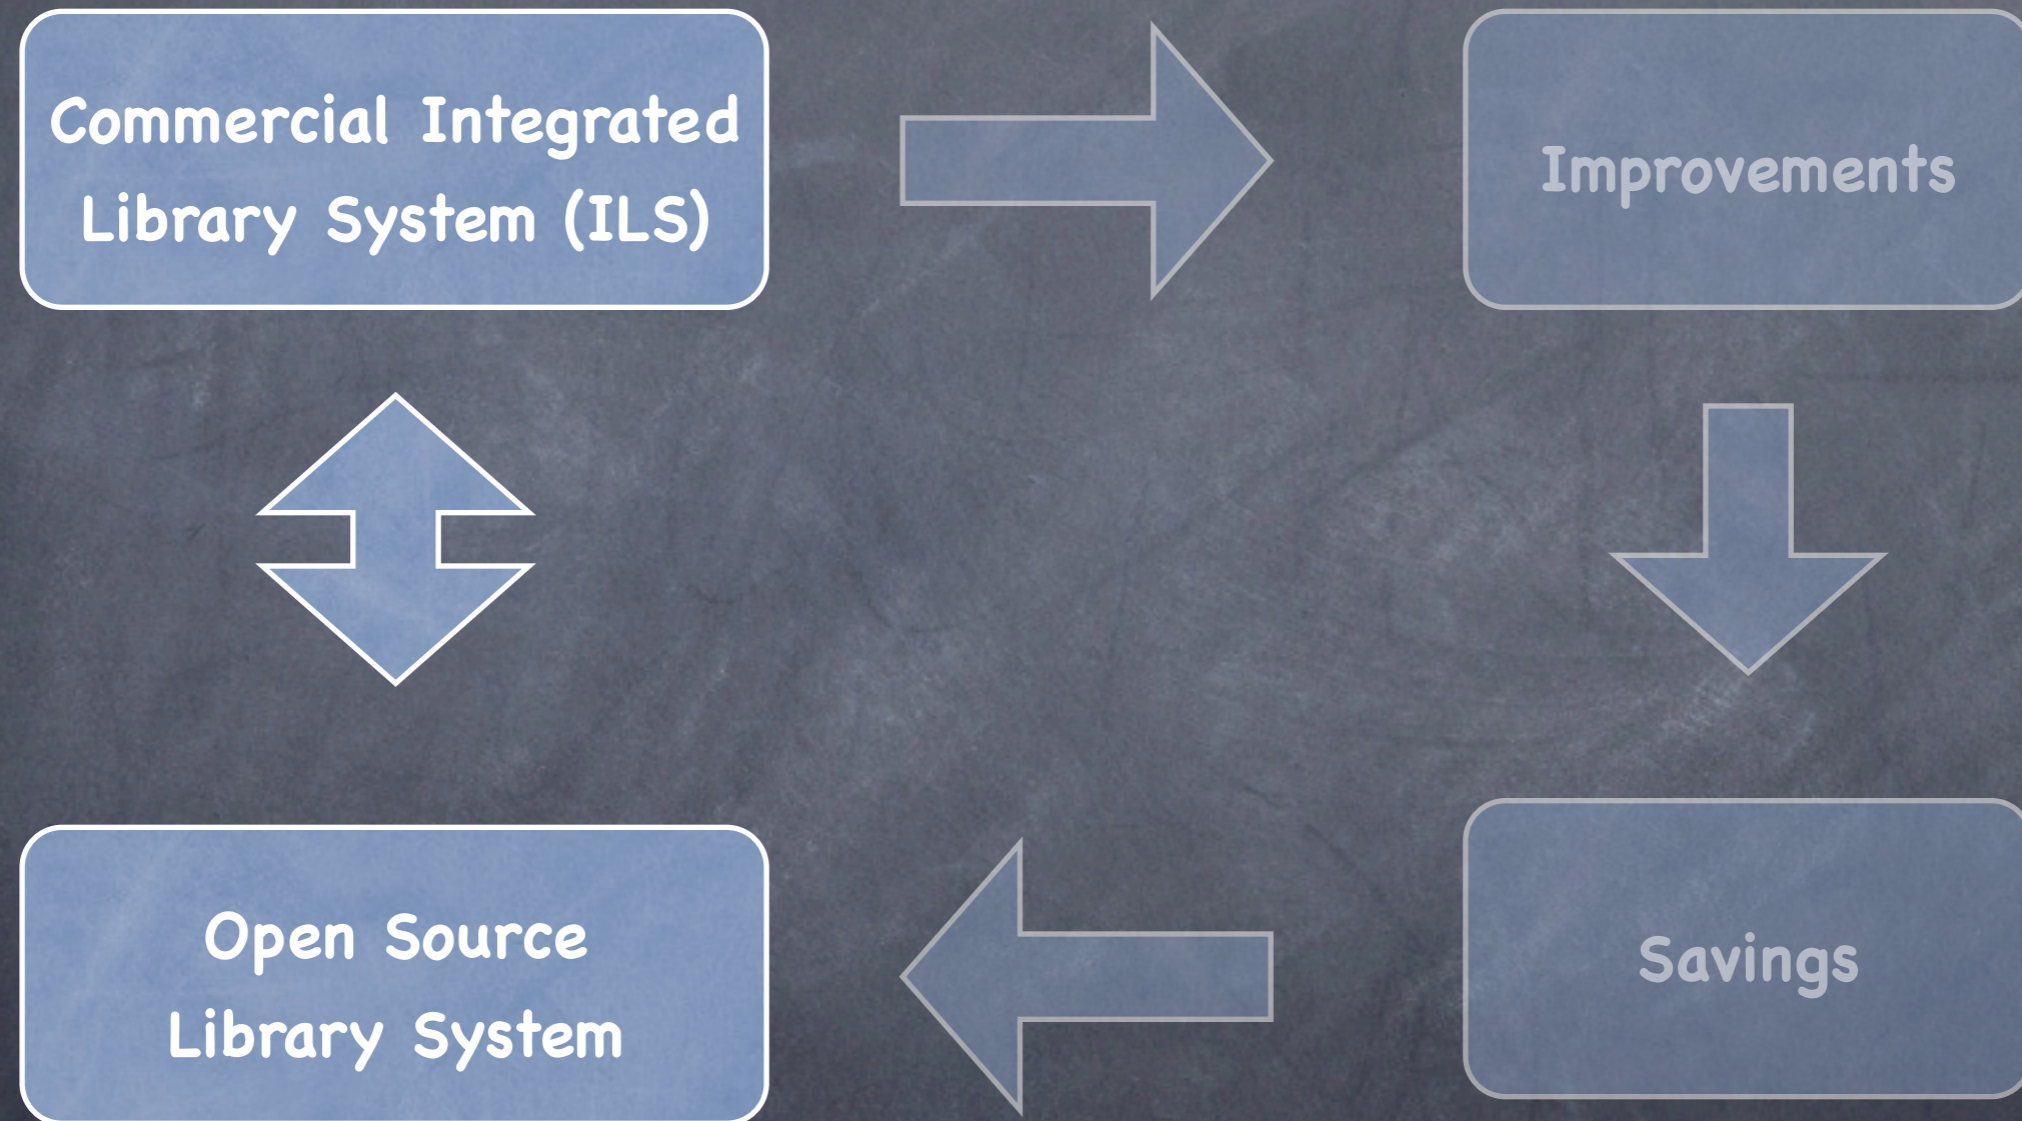 Commercial Integrated
Library System (ILS)
Improvements
Open Source
Library System
Savings